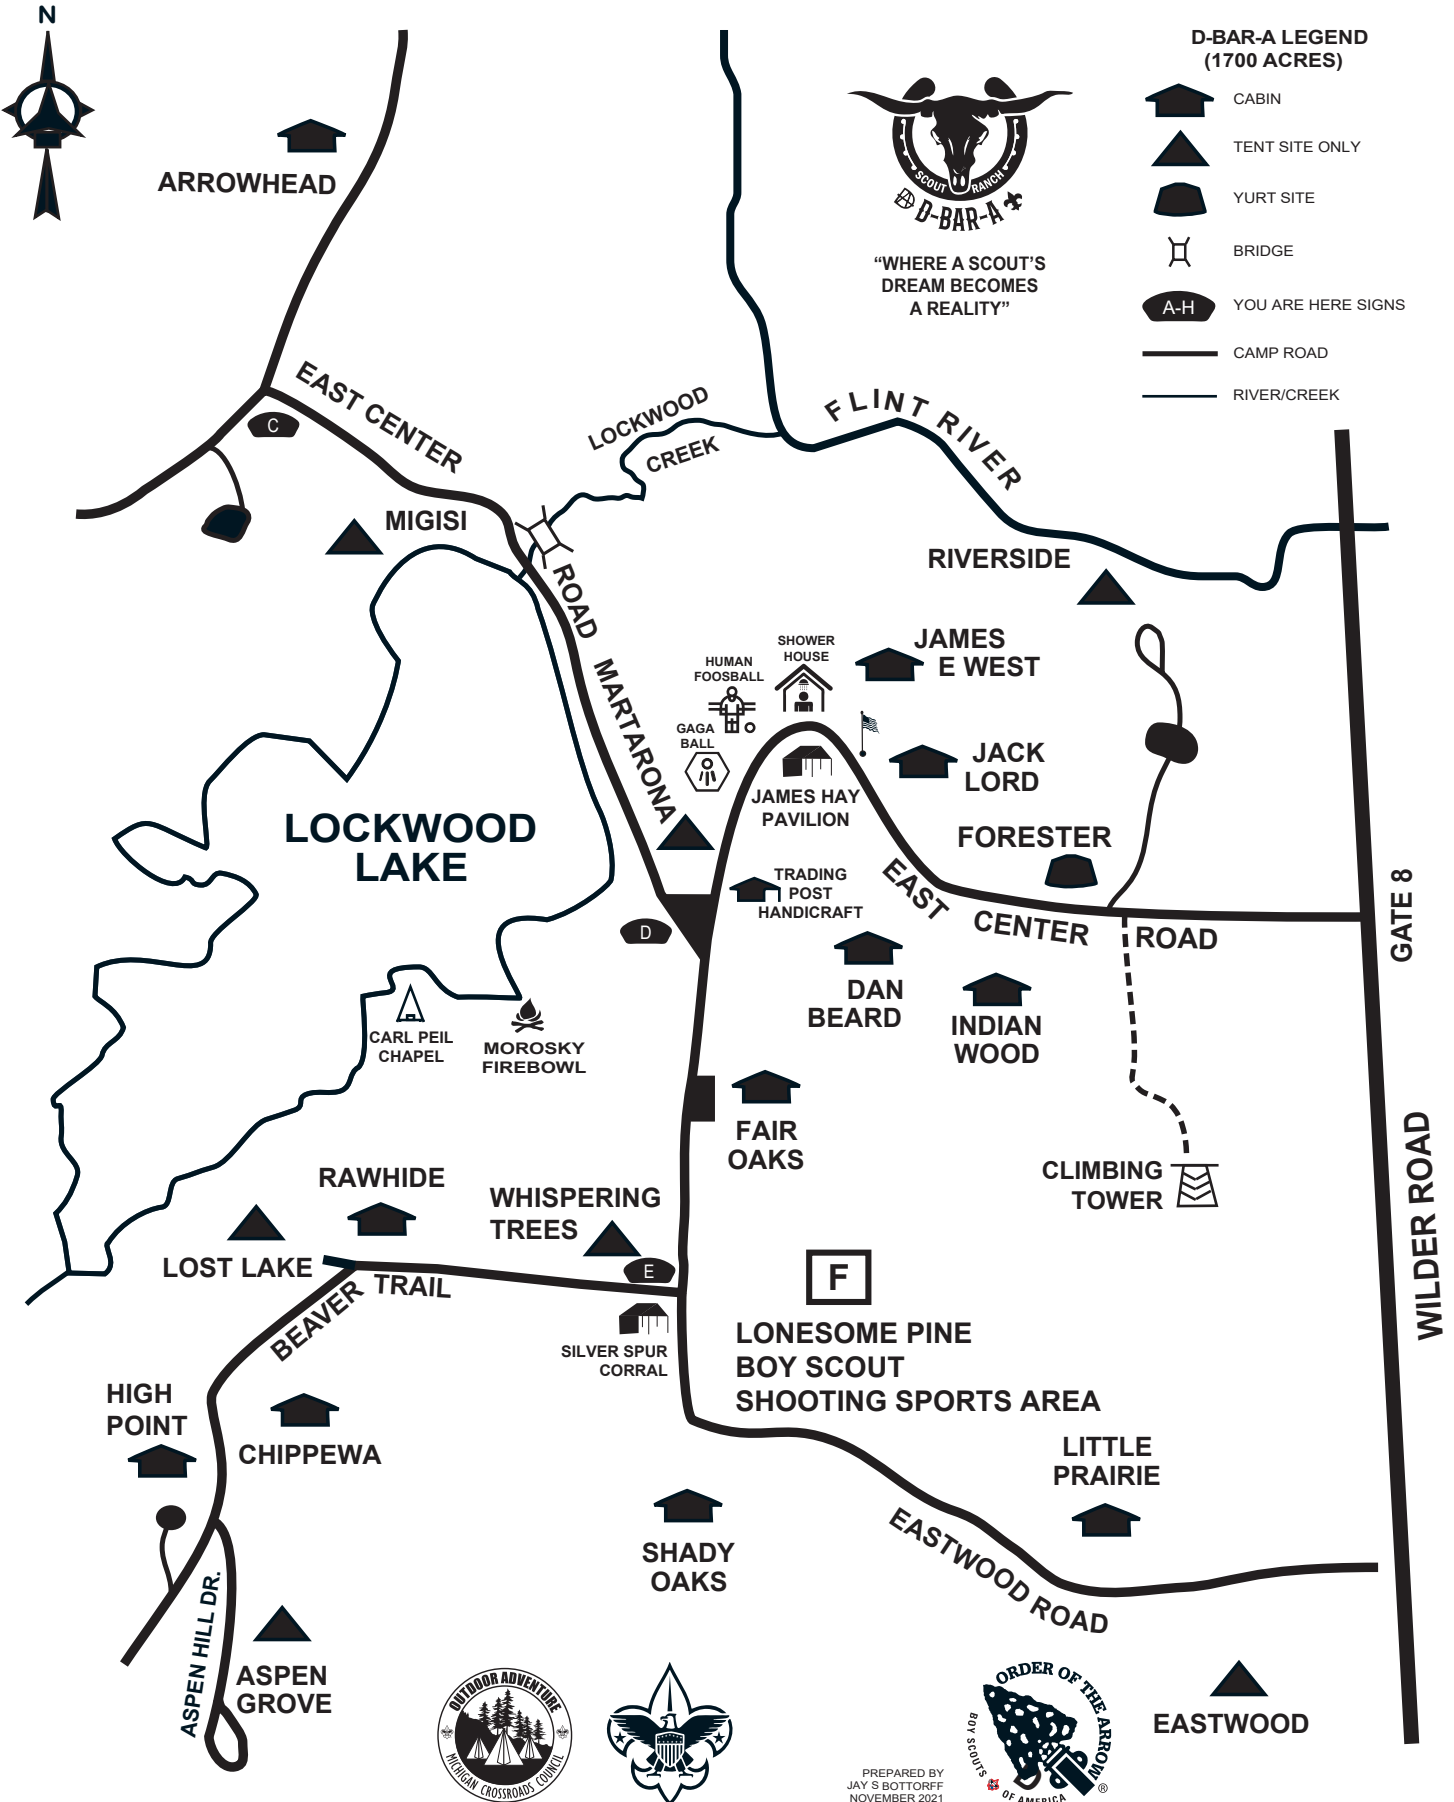 N
D-BAR-A LEGEND
(1700 ACRES)
CABIN
TENT SITE ONLY
YURT SITE
BRIDGE
A-H
YOU ARE HERE SIGNS
CAMP ROAD
RIVER/CREEK
SCOUT RANCH
D-BAR-A
“WHERE A SCOUT’S
DREAM BECOMES
A REALITY”
ARROWHEAD
C
EAST CENTER
ROAD
LOCKWOOD
CREEK
FLINT RIVER
MIGISI
RIVERSIDE
MARTARONA
HUMAN
FOOSBALL
SHOWER
HOUSE
JAMES
E WEST
GAGA
BALL
JACK
LORD
JAMES HAY
PAVILION
LOCKWOOD
LAKE
FORESTER
TRADING
POST
HANDICRAFT
EAST CENTER ROAD
GATE 8
D
DAN
BEARD
INDIAN
WOOD
CARL PEIL
CHAPEL
MOROSKY
FIREBOWL
FAIR
OAKS
CLIMBING
TOWER
WILDER ROAD
RAWHIDE
WHISPERING
TREES
LOST LAKE
E
BEAVER TRAIL
F
SILVER SPUR
CORRAL
LONESOME PINE
BOY SCOUT
SHOOTING SPORTS AREA
HIGH
POINT
CHIPPEWA
LITTLE
PRAIRIE
SHADY
OAKS
EASTWOOD ROAD
ASPEN HILL DR.
ASPEN
GROVE
EASTWOOD
OUTDOOR ADVENTURE
MICHIGAN CROSSROADS COUNCIL
PREPARED BY
JAY S BOTTORFF
NOVEMBER 2021
ORDER OF THE ARROW
BOY SCOUTS OF AMERICA
®